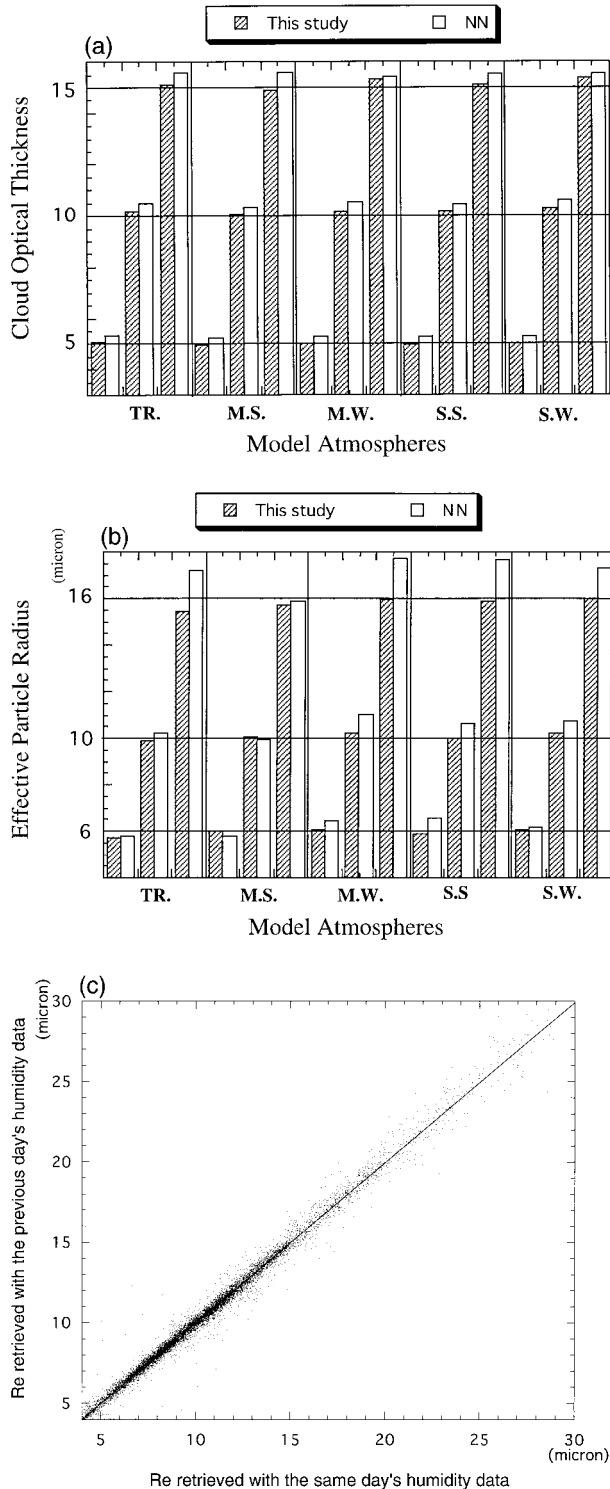 This study NN
(a)
Cloud Optical Thickness
15
10
5
TR. M.S. M.W. S.S. S.W.
Model Atmospheres
This study NN
(b)
(micron)
Effective Particle Radius
16
10
6
TR. M.S. M.W. S.S S.W.
Model Atmospheres
(c)
30
(micron)
Re retrieved with the previous day's humidity data
25
20
15
10
5
5 10 15 20 25 30
(micron)
Re retrieved with the same day's humidity data